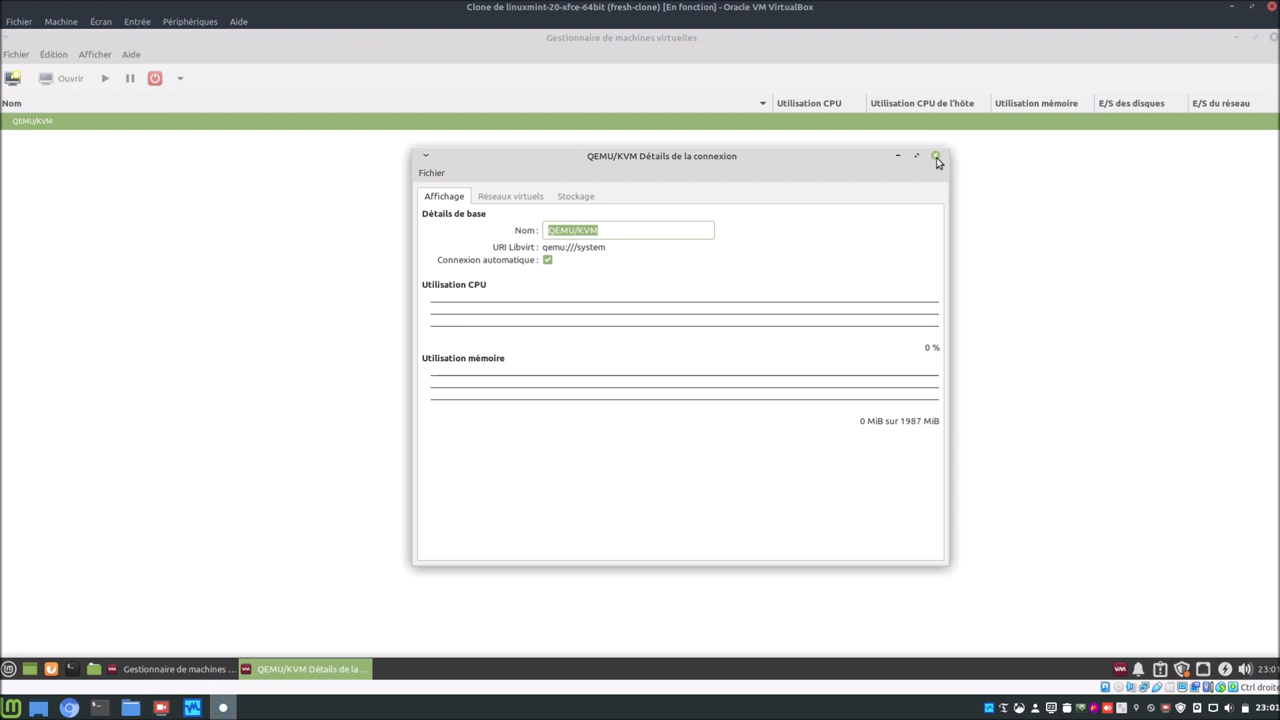 Clone de linuxmint-20-xfce-64bit (fresh-clone) [En fonction] - Oracle VM VirtualBox
Fichier Machine Écran Entrée Périphériques Aide
Gestionnaire de machines virtuelles
Fichier Édition Afficher Aide
Ouvrir
Nom Utilisation CPU Utilisation CPU de l'hôte Utilisation mémoire E/S des disques E/S du réseau
QEMU/KVM
QEMU/KVM Détails de la connexion
Fichier
Affichage Réseaux virtuels Stockage
Détails de base
Nom : QEMU/KVM
URI Libvirt : qemu:///system
Connexion automatique :
Utilisation CPU
0 %
Utilisation mémoire
0 MiB sur 1987 MiB
Gestionnaire de machines ... QEMU/KVM Détails de la ... 23:01
Ctrl droite
23:01